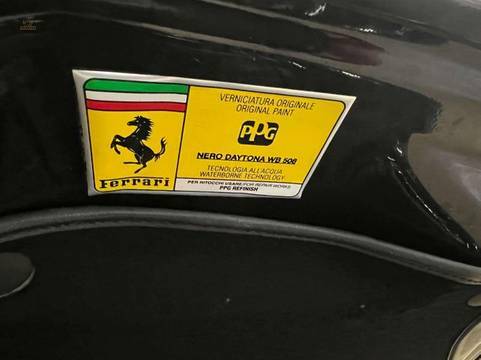 VERNICIATURA ORIGINALE
ORIGINAL PAINT
PPG
NERO DAYTONA WB 508
TECNOLOGIA ALL'ACQUA
WATERBORNE TECHNOLOGY
PER RITOCCHI USARE/FOR REPAIR WORKS
PPG REFINISH
Ferrari